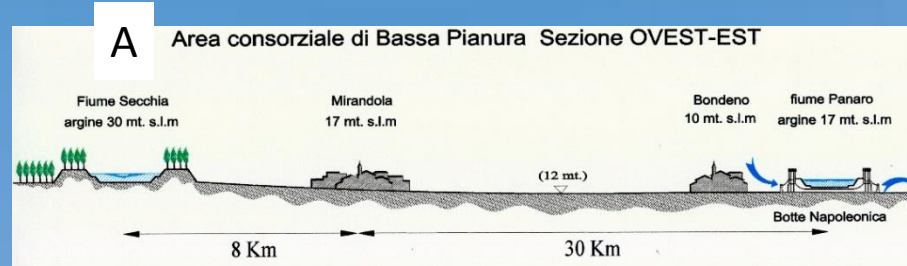 A
Area consorziale di Bassa Pianura Sezione OVEST-EST
Fiume Secchia
argine 30 mt. s.l.m
Mirandola
17 mt. s.l.m
Bondeno
10 mt. s.l.m
fiume Panaro
argine 17 mt. s.l.m
(12 mt.)
Botte Napoleonica
8 Km
30 Km